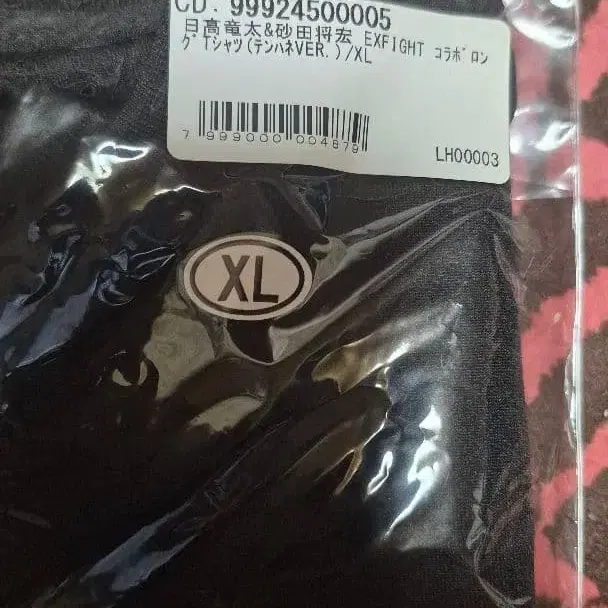 CD. 99924500005
日高竜太&砂田将宏 EXFIGHT コラボロン
グTシャツ(テンハネVER.)/XL
7 999000 004879
LH00003
XL